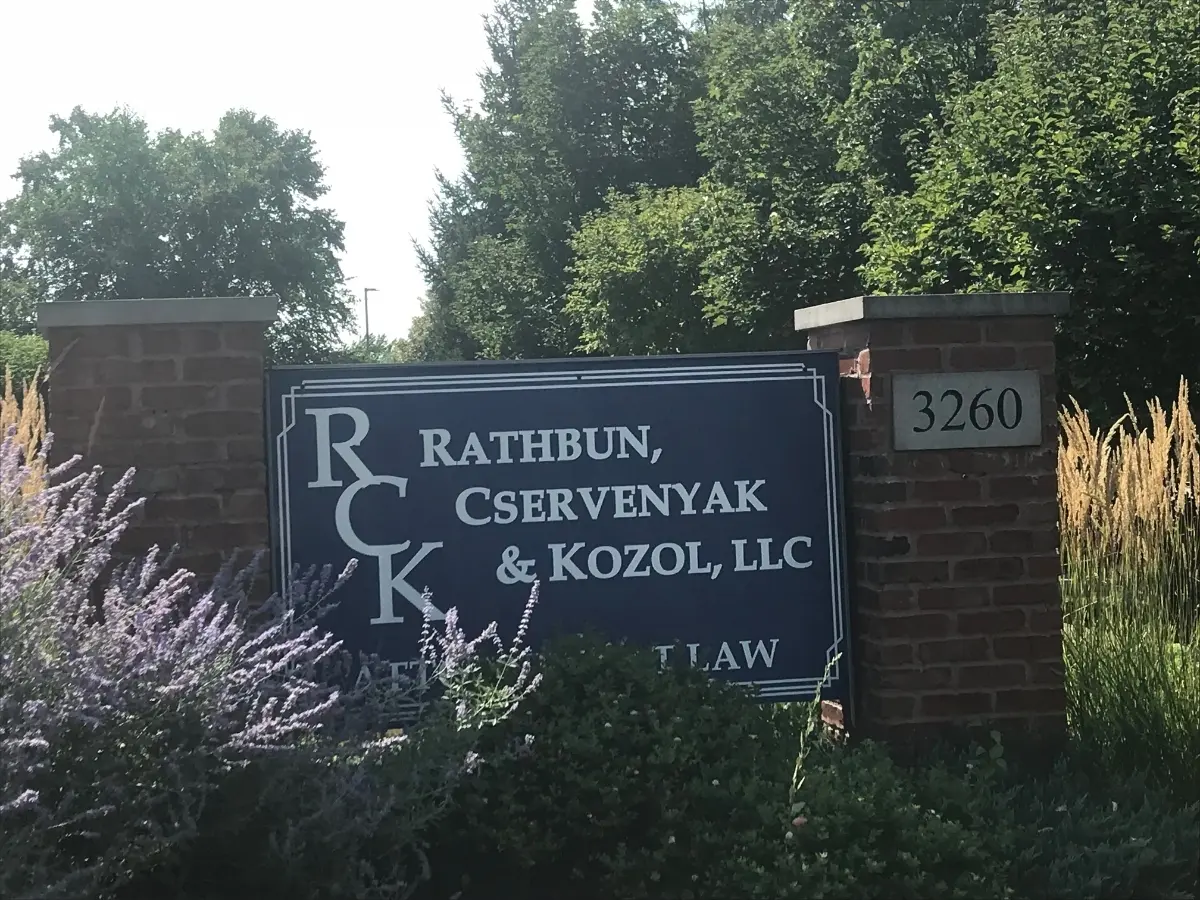 RCK
RATHBUN,
CSERVENYAK
& KOZOL, LLC
LAW
3260